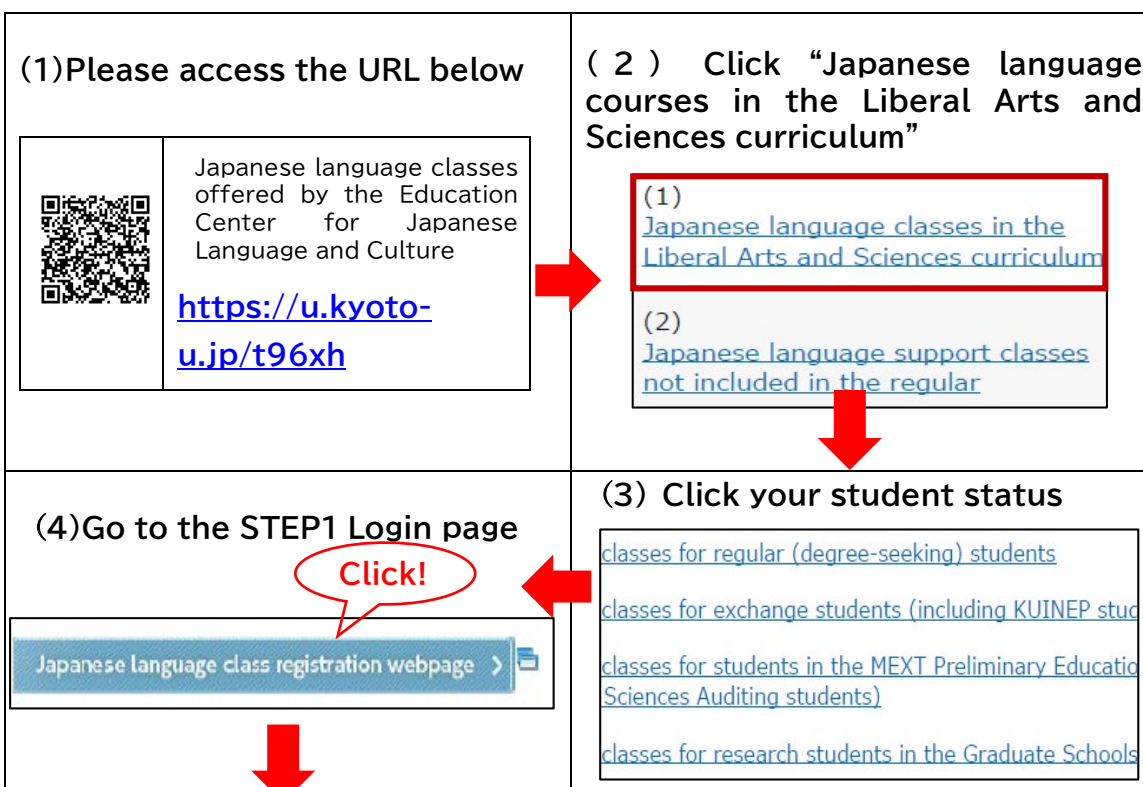 (1)Please access the URL below
Japanese language classes
offered by the Education
Center for Japanese
Language and Culture
https://u.kyoto-
u.jp/t96xh
(2) Click “Japanese language
courses in the Liberal Arts and
Sciences curriculum”
(1)
Japanese language classes in the
Liberal Arts and Sciences curriculum
(2)
Japanese language support classes
not included in the regular
(3) Click your student status
classes for regular (degree-seeking) students
classes for exchange students (including KUINEP stud
classes for students in the MEXT Preliminary Educatio
Sciences Auditing students)
classes for research students in the Graduate Schools
(4)Go to the STEP1 Login page
Click!
Japanese language class registration webpage >